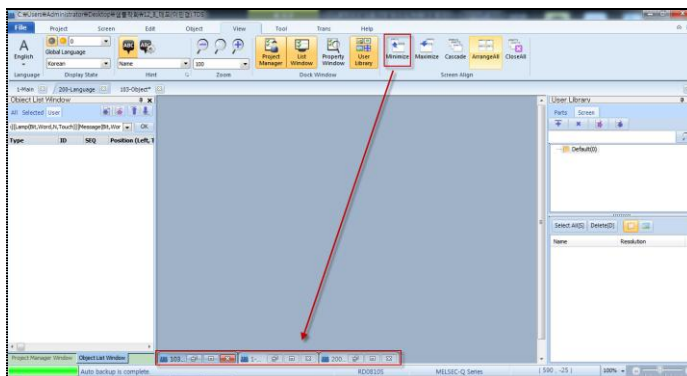 File Project Screen Edit Object View Tool Trans Help
A
English
Global Language
Korean
Name
100
Project Manager
List Window
Property Window
User Library
Minimize
Maximize
Cascade
ArrangeAll
CloseAll
Language
Display State
Hint
Zoom
Dock Window
Screen Align
1-Main
200-Language
103-Object*
Object List Window
All Selected User
OK
Type ID SEQ Position (Left, T
User Library
Parts Screen
Default(0)
Select All(S) Delete(D)
Name Resolution
Project Manager Window
Object List Window
103...
1-...
200...
Auto backup is complete.
RD0810S
MELSEC-Q Series
100%